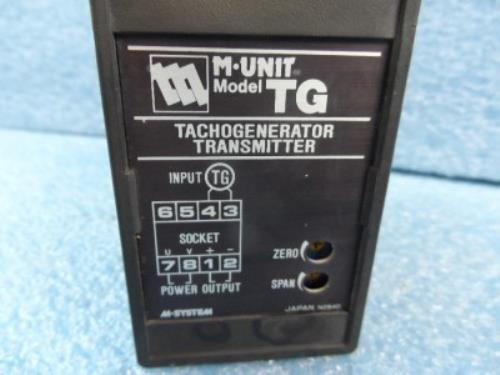 M·UNIT
Model TG
TACHOGENERATOR
TRANSMITTER
INPUT TG
6 5 4 3
SOCKET
U V + −
7 8 1 2
POWER OUTPUT
ZERO
SPAN
M-SYSTEM JAPAN